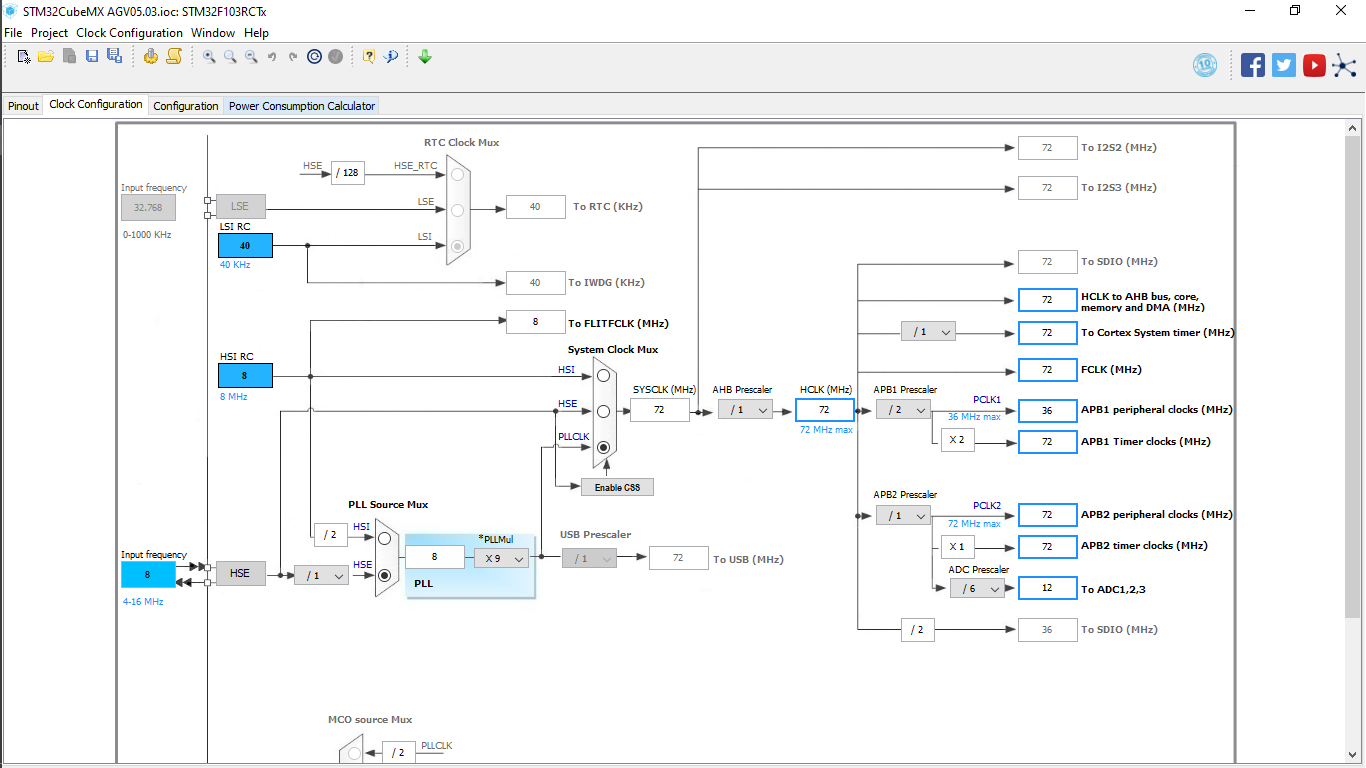 STM32CubeMX AGV05.03.ioc: STM32F103RCTx
File Project Clock Configuration Window Help
10
Pinout Clock Configuration Configuration Power Consumption Calculator
RTC Clock Mux
HSE / 128 HSE_RTC
Input frequency
32.768
0-1000 KHz
LSE
LSE
LSI RC
40
40 KHz
LSI
40 To RTC (KHz)
40 To IWDG (KHz)
8 To FLITFCLK (MHz)
System Clock Mux
HSI RC
8
8 MHz
HSI
HSE
PLLCLK
Enable CSS
SYSCLK (MHz)
72
AHB Prescaler
/ 1
HCLK (MHz)
72
72 MHz max
72 To I2S2 (MHz)
72 To I2S3 (MHz)
72 To SDIO (MHz)
72 HCLK to AHB bus, core,
memory and DMA (MHz)
/ 1 72 To Cortex System timer (MHz)
72 FCLK (MHz)
APB1 Prescaler
/ 2
PCLK1
36 MHz max
36 APB1 peripheral clocks (MHz)
X 2 72 APB1 Timer clocks (MHz)
APB2 Prescaler
/ 1
PCLK2
72 MHz max
72 APB2 peripheral clocks (MHz)
X 1 72 APB2 timer clocks (MHz)
ADC Prescaler
/ 6 12 To ADC1,2,3
/ 2 36 To SDIO (MHz)
PLL Source Mux
/ 2 HSI
Input frequency
8
4-16 MHz
HSE
/ 1 HSE
8
*PLLMul
X 9
PLL
USB Prescaler
/ 1 72 To USB (MHz)
MCO source Mux
/ 2 PLLCLK